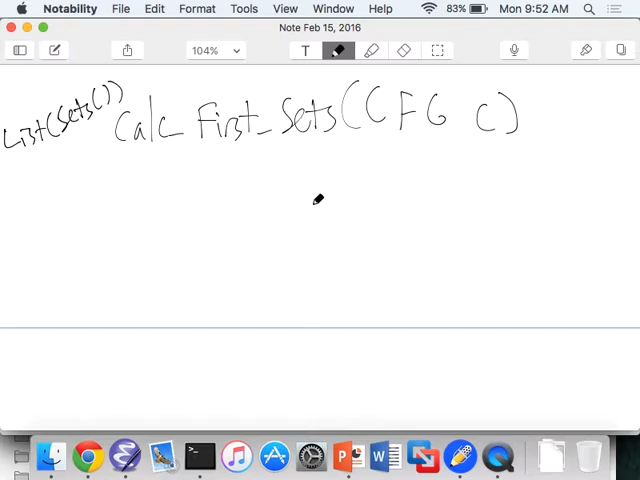 Notability File Edit Format View Tools Window Help 83% Mon 9:52 AM
Note Feb 15, 2016
104% T
List(Sets()) Calc_First_Sets(CFG C)